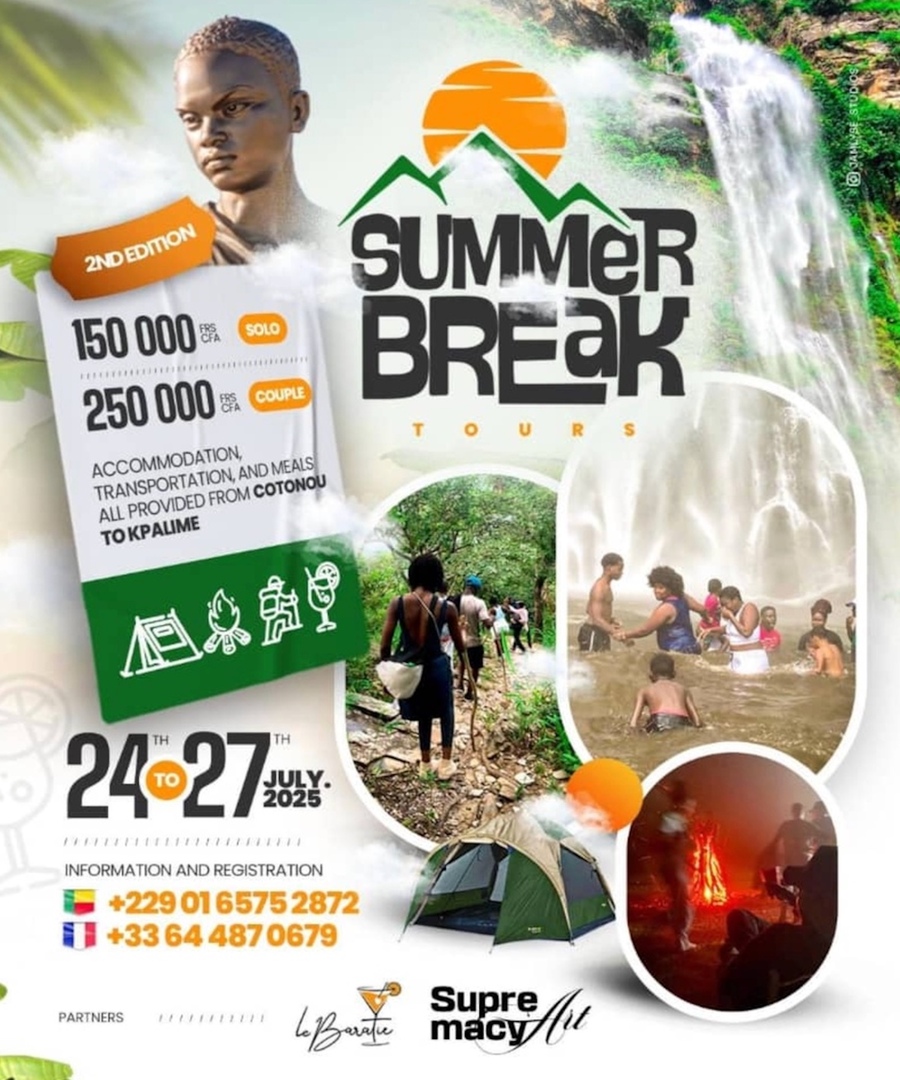 SUMMeR
BREaK
TOURS
2ND EDITION
150 000 FRS CFA SOLO
250 000 FRS CFA COUPLE
ACCOMMODATION,
TRANSPORTATION, AND MEALS
ALL PROVIDED FROM COTONOU
TO KPALIME
24TH TO 27TH JULY. 2025
INFORMATION AND REGISTRATION
+229 01 6575 2872
+33 64 487 0679
PARTNERS
le Baratie
Supre
macy Art